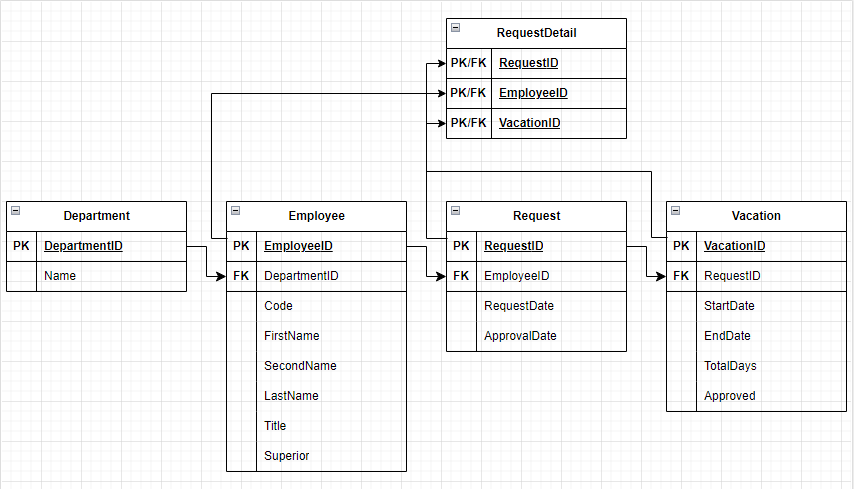 RequestDetail
PK/FK RequestID
PK/FK EmployeeID
PK/FK VacationID
Department
PK DepartmentID
Name
Employee
PK EmployeeID
FK DepartmentID
Code
FirstName
SecondName
LastName
Title
Superior
Request
PK RequestID
FK EmployeeID
RequestDate
ApprovalDate
Vacation
PK VacationID
FK RequestID
StartDate
EndDate
TotalDays
Approved